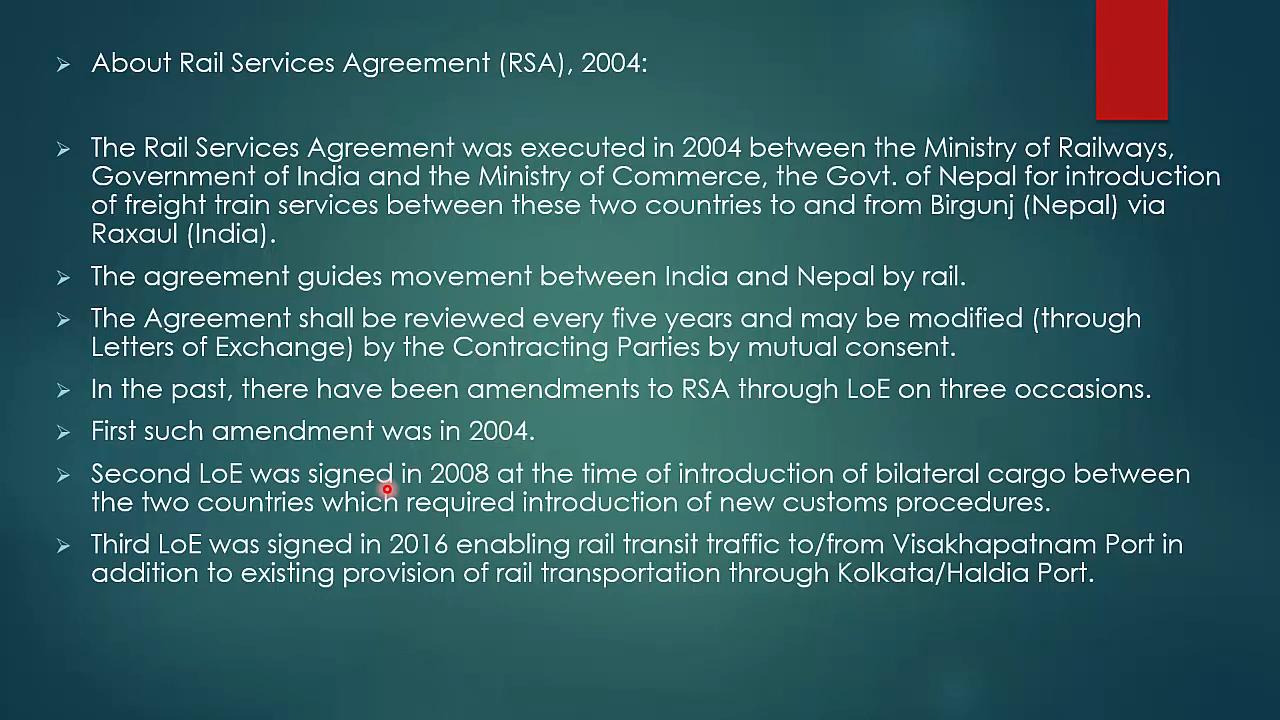 About Rail Services Agreement (RSA), 2004:
The Rail Services Agreement was executed in 2004 between the Ministry of Railways,
Government of India and the Ministry of Commerce, the Govt. of Nepal for introduction
of freight train services between these two countries to and from Birgunj (Nepal) via
Raxaul (India).
The agreement guides movement between India and Nepal by rail.
The Agreement shall be reviewed every five years and may be modified (through
Letters of Exchange) by the Contracting Parties by mutual consent.
In the past, there have been amendments to RSA through LoE on three occasions.
First such amendment was in 2004.
Second LoE was signed in 2008 at the time of introduction of bilateral cargo between
the two countries which required introduction of new customs procedures.
Third LoE was signed in 2016 enabling rail transit traffic to/from Visakhapatnam Port in
addition to existing provision of rail transportation through Kolkata/Haldia Port.